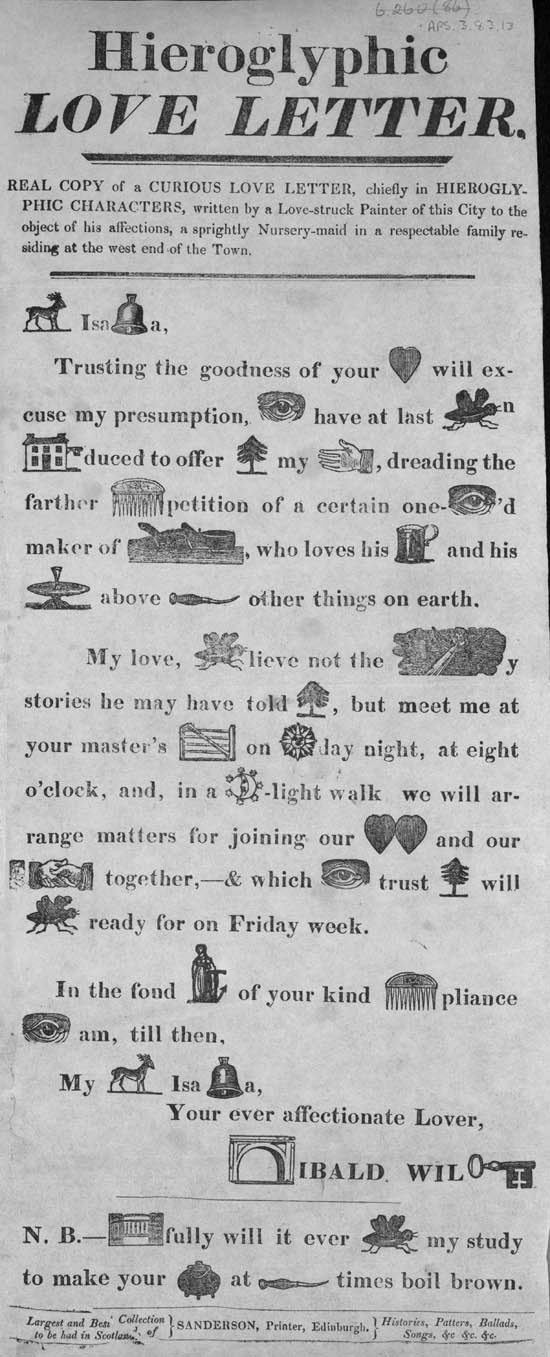 APS.3.83.13
Hieroglyphic
LOVE LETTER.
REAL COPY of a CURIOUS LOVE LETTER, chiefly in HIEROGLY-
PHIC CHARACTERS, written by a Love-struck Painter of this City to the
object of his affections, a sprightly Nursery-maid in a respectable family re-
siding at the west end of the Town.
Isa a,
Trusting the goodness of your will ex-
cuse my presumption, have at last n
duced to offer my , dreading the
farther petition of a certain one- 'd
maker of , who loves his and his
above other things on earth.
My love, lieve not the y
stories he may have told , but meet me at
your master's on day night, at eight
o'clock, and, in a -light walk we will ar-
range matters for joining our and our
together,—& which trust will
ready for on Friday week.
In the fond of your kind pliance
am, till then,
My Isa a,
Your ever affectionate Lover,
IBALD WIL
N. B.— fully will it ever my study
to make your at times boil brown.
Largest and Best Collection } SANDERSON, Printer, Edinburgh. } Histories, Patters, Ballads,
to be had in Scotland, of Songs, &c &c. &c.